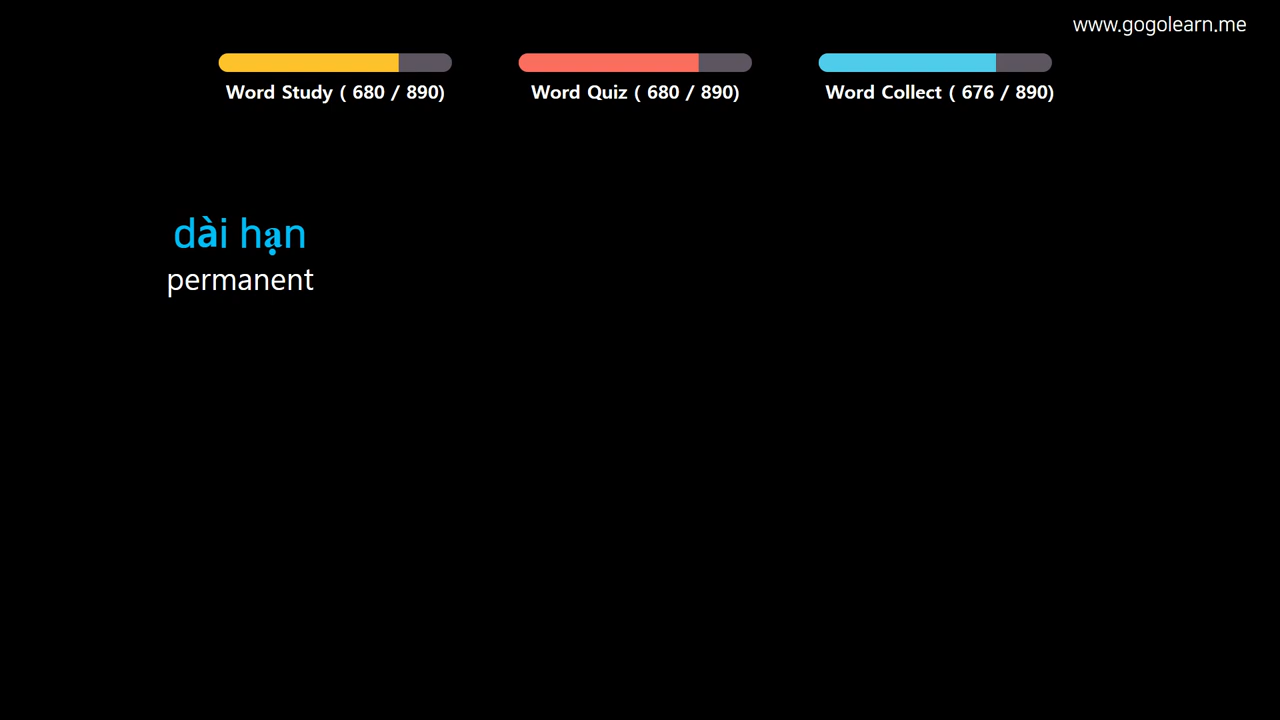 www.gogolearn.me
Word Study ( 680 / 890)
Word Quiz ( 680 / 890)
Word Collect ( 676 / 890)
dài hạn
permanent